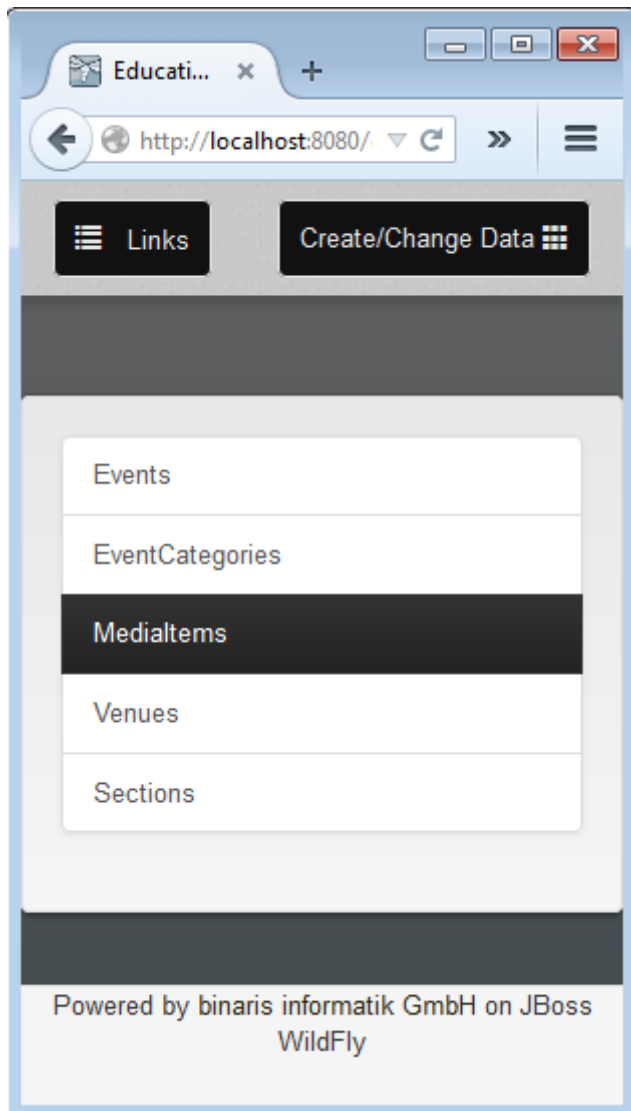 Educati...
http://localhost:8080/
Links
Create/Change Data
Events
EventCategories
MediaItems
Venues
Sections
Powered by binaris informatik GmbH on JBoss
WildFly